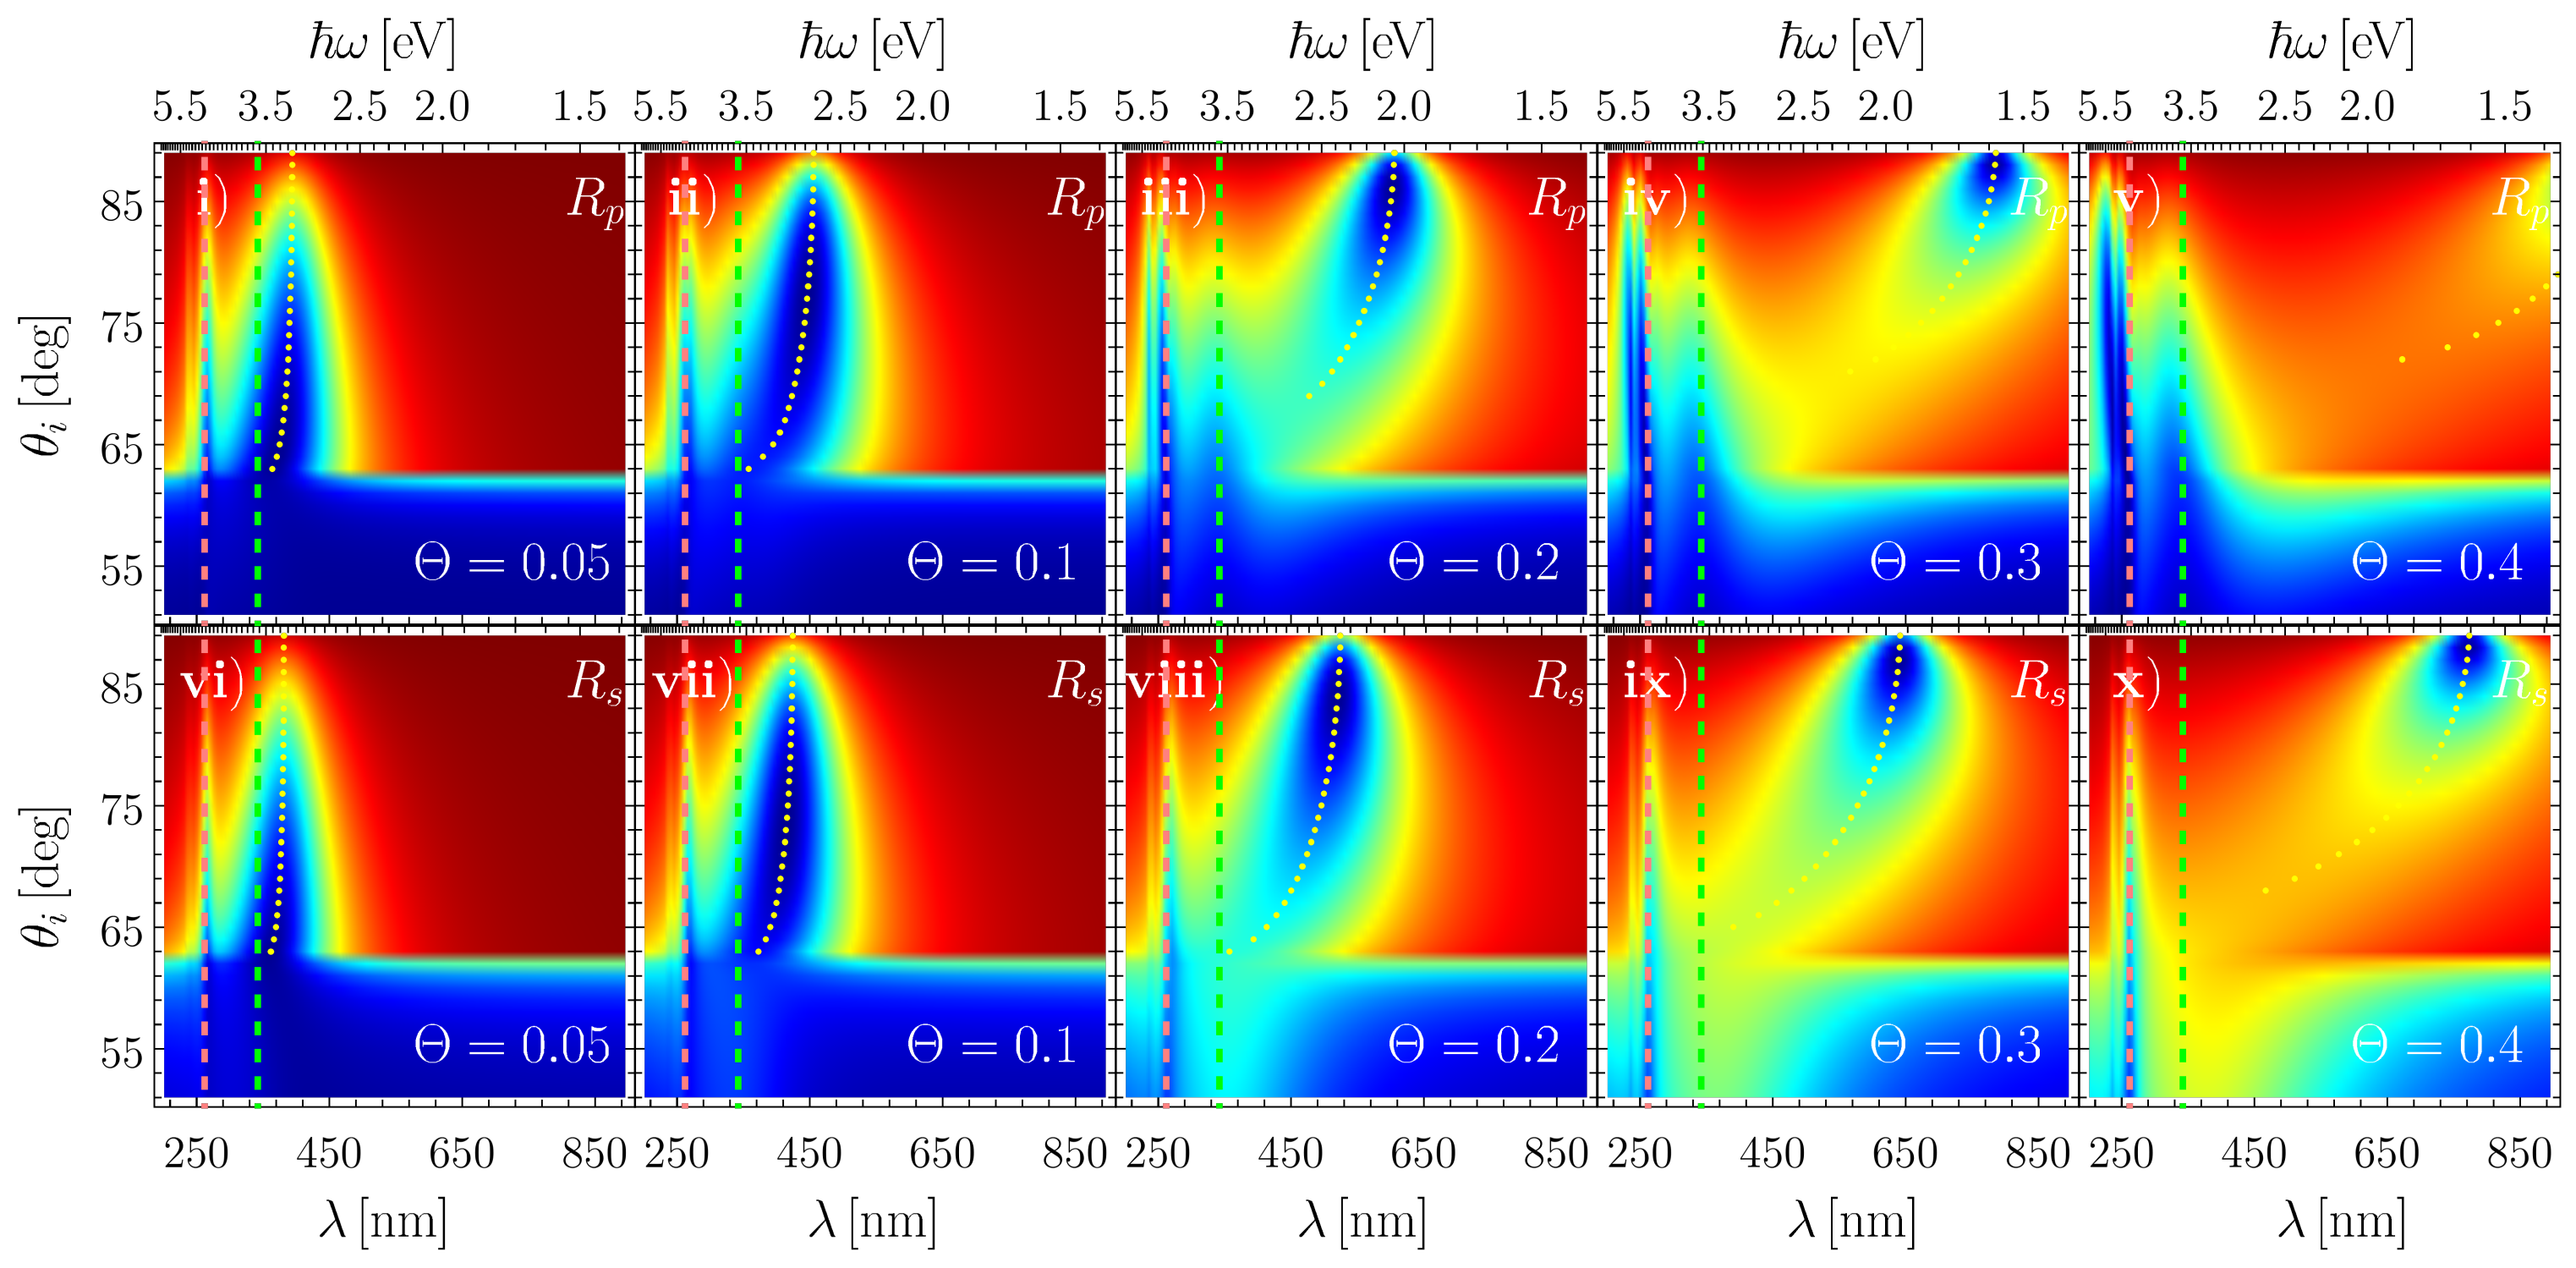 ħω [eV] ħω [eV] ħω [eV] ħω [eV] ħω [eV]
5.5 3.5 2.5 2.0 1.5 5.5 3.5 2.5 2.0 1.5 5.5 3.5 2.5 2.0 1.5 5.5 3.5 2.5 2.0 1.5 5.5 3.5 2.5 2.0 1.5
i) R_p ii) R_p iii) R_p iv) R_p v) R_p
85
75
θ_i [deg]
65
55
Θ = 0.05 Θ = 0.1 Θ = 0.2 Θ = 0.3 Θ = 0.4
vi) R_s vii) R_s viii) R_s ix) R_s x) R_s
85
75
θ_i [deg]
65
55
Θ = 0.05 Θ = 0.1 Θ = 0.2 Θ = 0.3 Θ = 0.4
250 450 650 850 250 450 650 850 250 450 650 850 250 450 650 850 250 450 650 850
λ [nm] λ [nm] λ [nm] λ [nm] λ [nm]